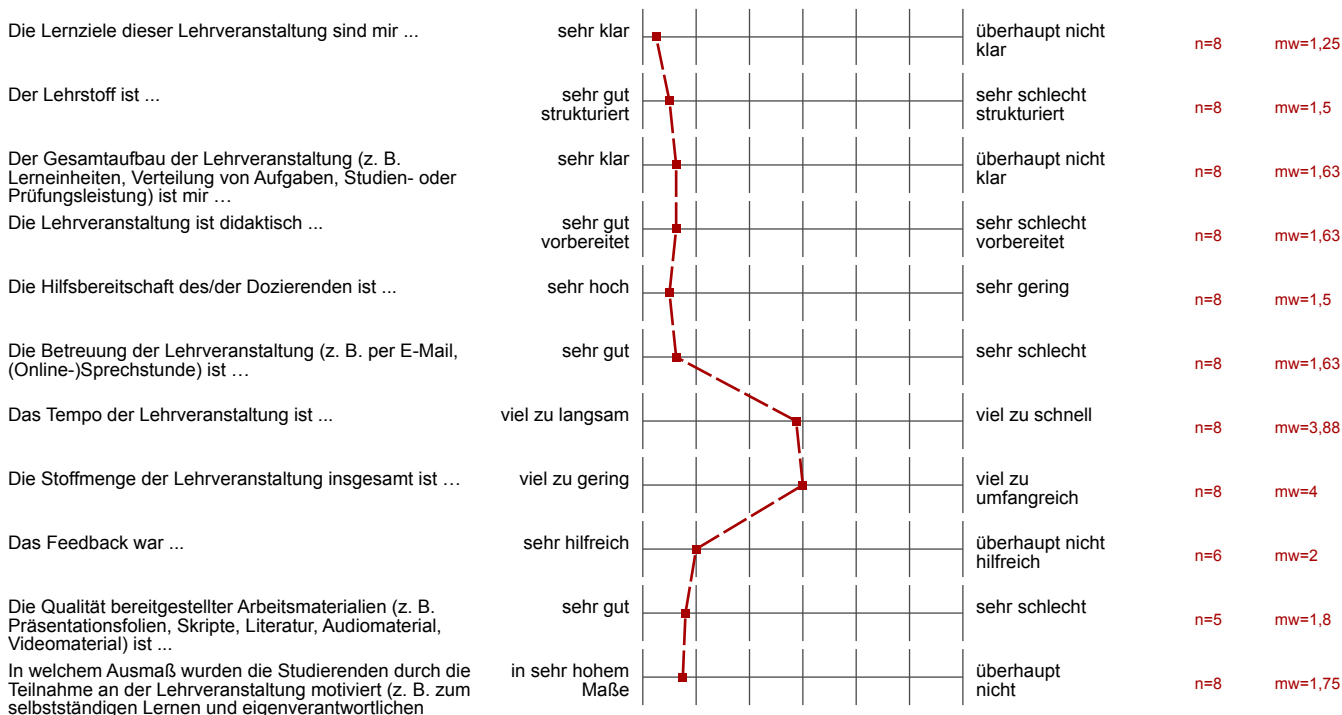 Die Lernziele dieser Lehrveranstaltung sind mir ... sehr klar überhaupt nicht klar n=8 mw=1,25
Der Lehrstoff ist ... sehr gut strukturiert sehr schlecht strukturiert n=8 mw=1,5
Der Gesamtaufbau der Lehrveranstaltung (z. B.
Lerneinheiten, Verteilung von Aufgaben, Studien- oder
Prüfungsleistung) ist mir … sehr klar überhaupt nicht klar n=8 mw=1,63
Die Lehrveranstaltung ist didaktisch ... sehr gut vorbereitet sehr schlecht vorbereitet n=8 mw=1,63
Die Hilfsbereitschaft des/der Dozierenden ist ... sehr hoch sehr gering n=8 mw=1,5
Die Betreuung der Lehrveranstaltung (z. B. per E-Mail,
(Online-)Sprechstunde) ist … sehr gut sehr schlecht n=8 mw=1,63
Das Tempo der Lehrveranstaltung ist ... viel zu langsam viel zu schnell n=8 mw=3,88
Die Stoffmenge der Lehrveranstaltung insgesamt ist … viel zu gering viel zu umfangreich n=8 mw=4
Das Feedback war ... sehr hilfreich überhaupt nicht hilfreich n=6 mw=2
Die Qualität bereitgestellter Arbeitsmaterialien (z. B.
Präsentationsfolien, Skripte, Literatur, Audiomaterial,
Videomaterial) ist ... sehr gut sehr schlecht n=5 mw=1,8
In welchem Ausmaß wurden die Studierenden durch die
Teilnahme an der Lehrveranstaltung motiviert (z. B. zum
selbstständigen Lernen und eigenverantwortlichen in sehr hohem Maße überhaupt nicht n=8 mw=1,75